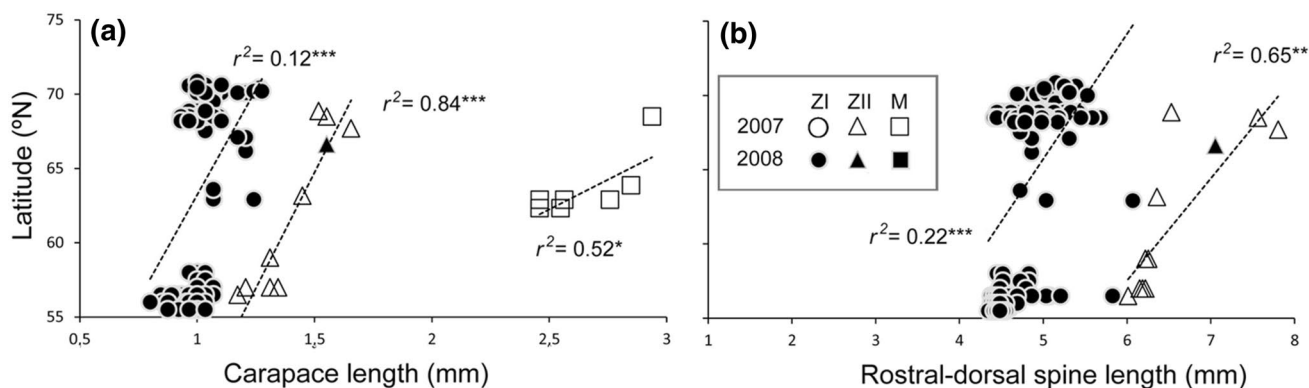 (a)
r²= 0.12***
r²= 0.84***
r²= 0.52*
75
70
65
60
55
Latitude (ºN)
0,5 1 1,5 2 2,5 3
Carapace length (mm)
(b)
r²= 0.65**
ZI ZII M
2007
2008
r²= 0.22***
1 2 3 4 5 6 7 8
Rostral-dorsal spine length (mm)